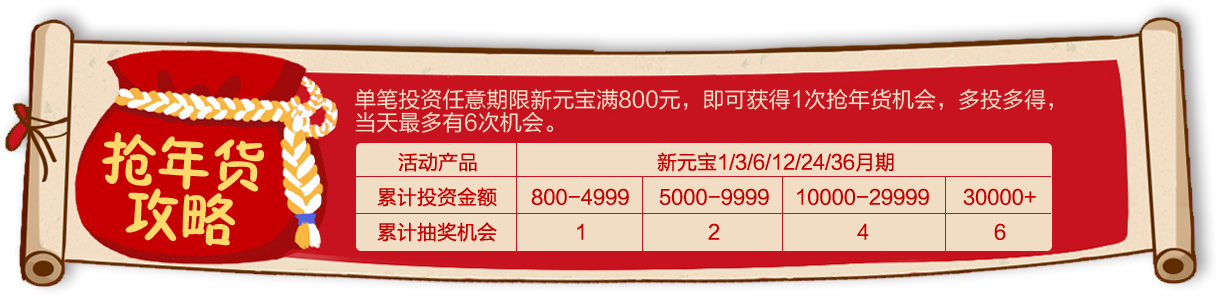 抢年货
攻略
单笔投资任意期限新元宝满800元，即可获得1次抢年货机会，多投多得，
当天最多有6次机会。
活动产品 新元宝1/3/6/12/24/36月期
累计投资金额 800-4999 5000-9999 10000-29999 30000+
累计抽奖机会 1 2 4 6